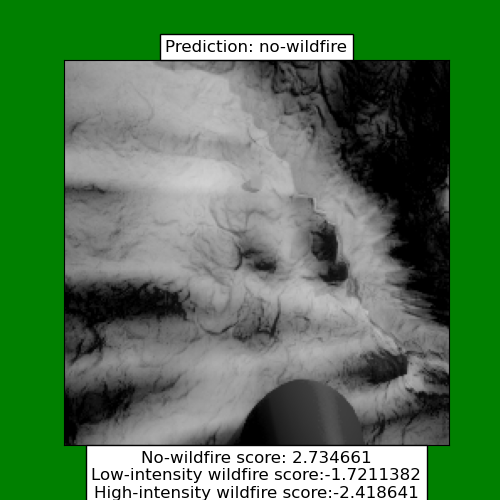 Prediction: no-wildfire
No-wildfire score: 2.734661
Low-intensity wildfire score:-1.7211382
High-intensity wildfire score:-2.418641